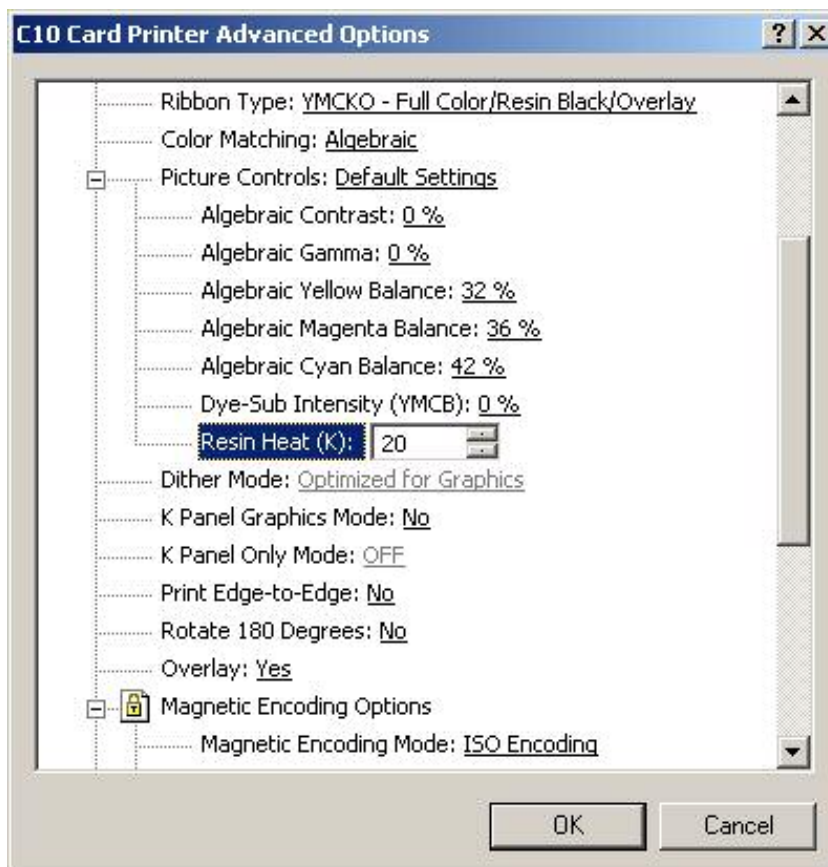 C10 Card Printer Advanced Options
Ribbon Type: YMCKO - Full Color/Resin Black/Overlay
Color Matching: Algebraic
Picture Controls: Default Settings
Algebraic Contrast: 0 %
Algebraic Gamma: 0 %
Algebraic Yellow Balance: 32 %
Algebraic Magenta Balance: 36 %
Algebraic Cyan Balance: 42 %
Dye-Sub Intensity (YMCB): 0 %
Resin Heat (K): 20
Dither Mode: Optimized for Graphics
K Panel Graphics Mode: No
K Panel Only Mode: OFF
Print Edge-to-Edge: No
Rotate 180 Degrees: No
Overlay: Yes
Magnetic Encoding Options
Magnetic Encoding Mode: ISO Encoding
OK Cancel